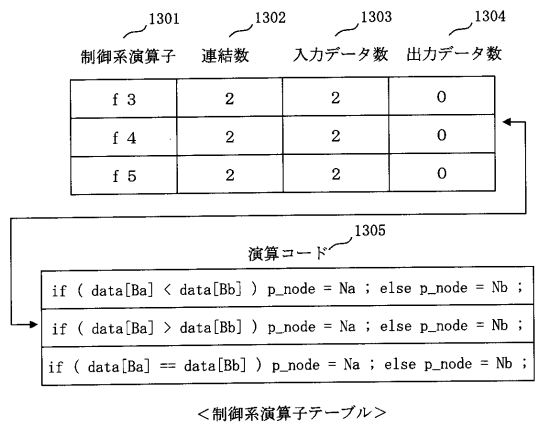 1301 1302 1303 1304
制御系演算子 連結数 入力データ数 出力データ数
f 3 2 2 0
f 4 2 2 0
f 5 2 2 0
1305
演算コード
if ( data[Ba] < data[Bb] ) p_node = Na ; else p_node = Nb ;
if ( data[Ba] > data[Bb] ) p_node = Na ; else p_node = Nb ;
if ( data[Ba] == data[Bb] ) p_node = Na ; else p_node = Nb ;
<制御系演算子テーブル>